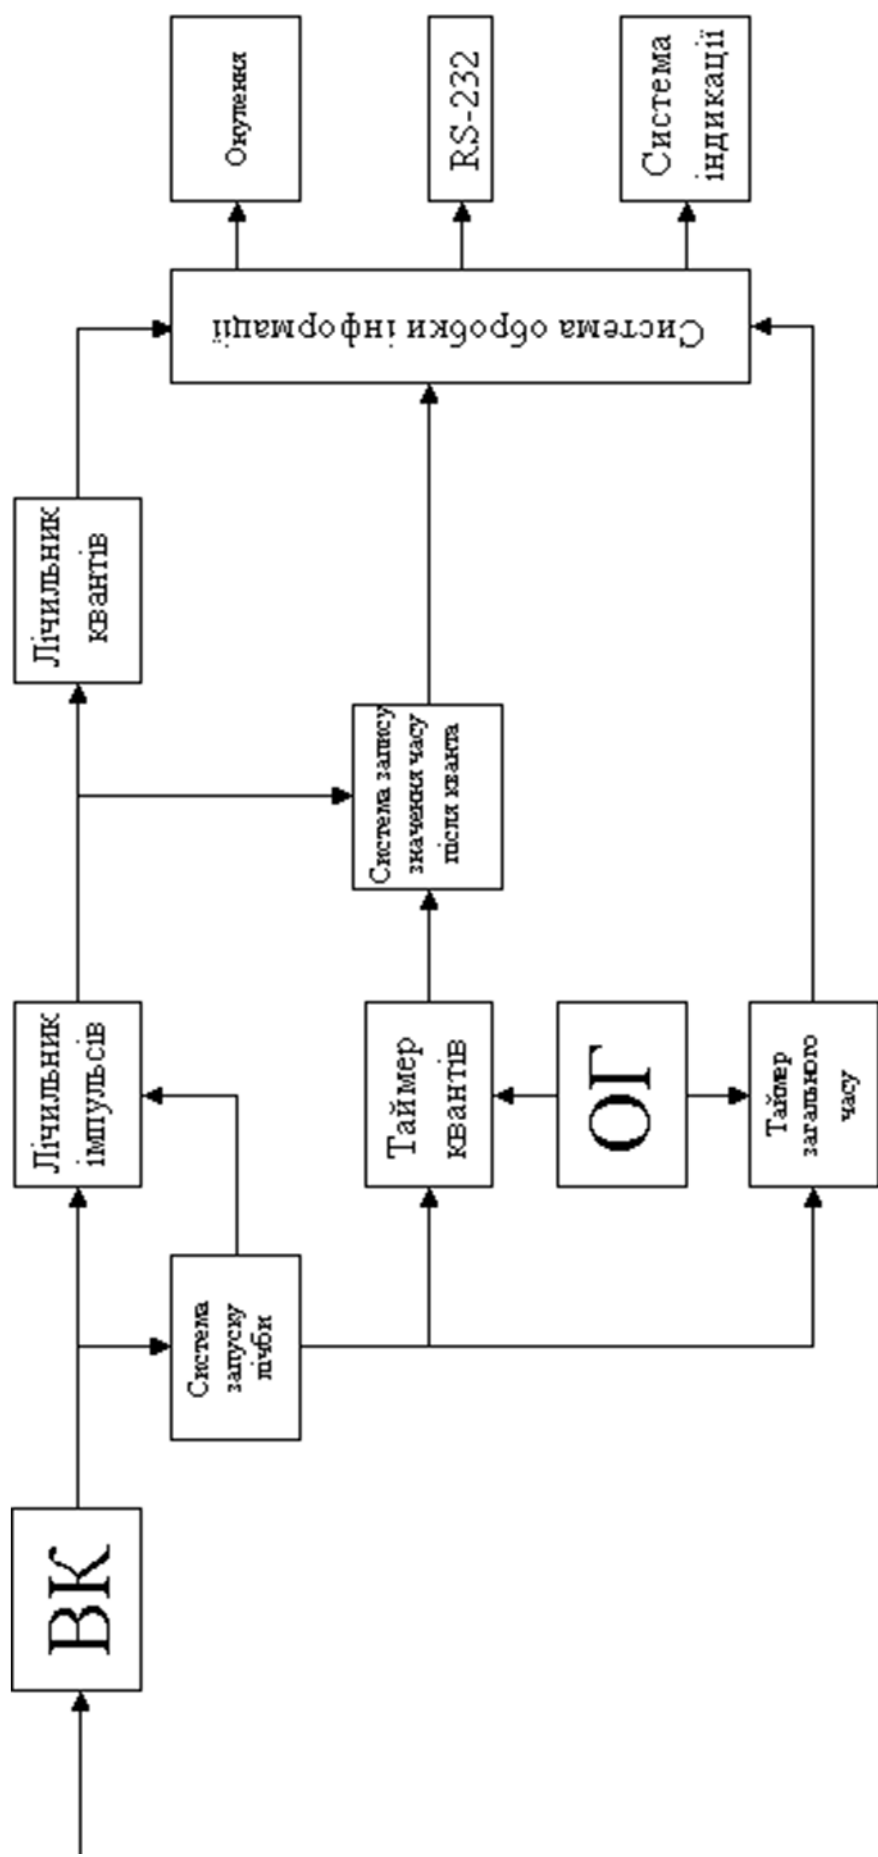 ВК
Система
запуску
лічби
Лічильник
імпульсів
Таймер
квантів
ОГ
Таймер
загального
часу
Система запису
значення часу
після кванта
Лічильник
квантів
Система обробки інформації
Онулення
RS-232
Система
індикації